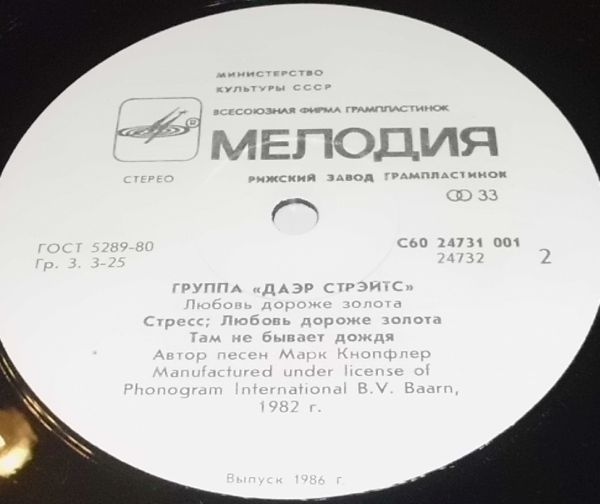 МИНИСТЕРСТВО
КУЛЬТУРЫ СССР
ВСЕСОЮЗНАЯ ФИРМА ГРАМПЛАСТИНОК
МЕЛОДИЯ
СТЕРЕО РИЖСКИЙ ЗАВОД ГРАМПЛАСТИНОК
33
ГОСТ 5289-80 С60 24731 001
Гр. 3. 3-25 24732 2
ГРУППА «ДАЭР СТРЭЙТС»
Любовь дороже золота
Стресс; Любовь дороже золота
Там не бывает дождя
Автор песен Марк Кнопфлер
Manufactured under license of
Phonogram International B.V. Baarn,
1982 г.
Выпуск 1986 г.